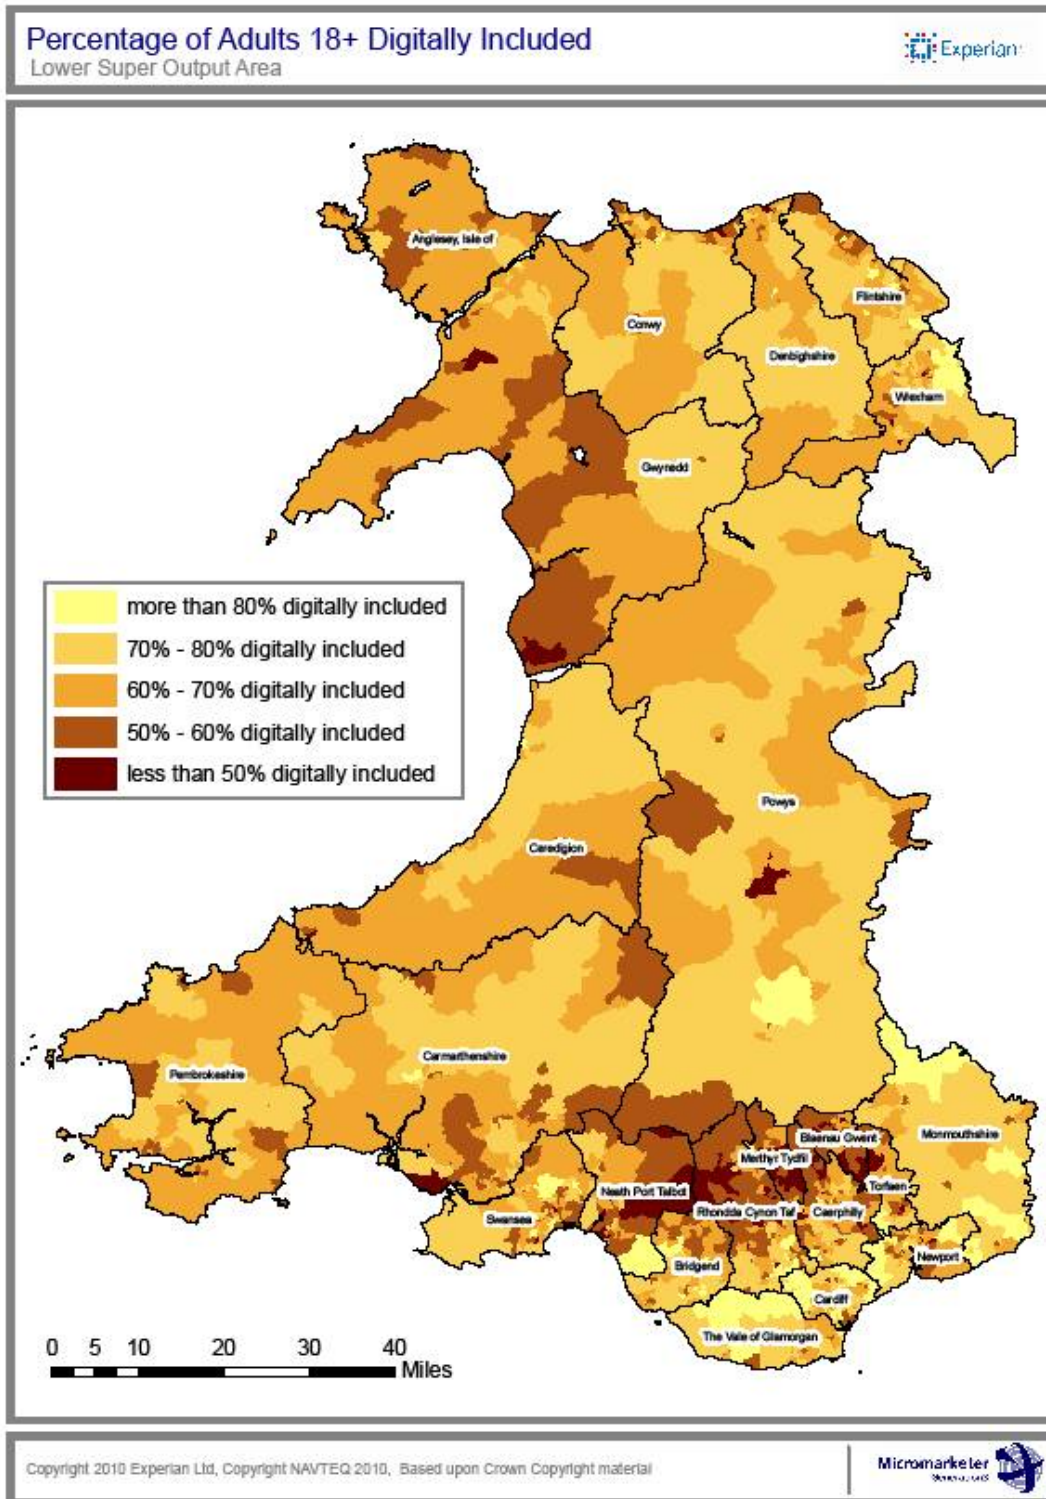 Percentage of Adults 18+ Digitally Included
Lower Super Output Area
Experian
Anglesey, Isle of
Conwy
Flintshire
Denbighshire
Wrexham
Gwynedd
more than 80% digitally included
70% - 80% digitally included
60% - 70% digitally included
50% - 60% digitally included
less than 50% digitally included
Powys
Ceredigion
Carmarthenshire
Pembrokeshire
Blaenau Gwent
Monmouthshire
Merthyr Tydfil
Torfaen
Neath Port Talbot
Rhondda Cynon Taf
Caerphilly
Swansea
Newport
Bridgend
Cardiff
The Vale of Glamorgan
0 5 10 20 30 40
Miles
Copyright 2010 Experian Ltd, Copyright NAVTEQ 2010, Based upon Crown Copyright material
Micromarketer
Generation3